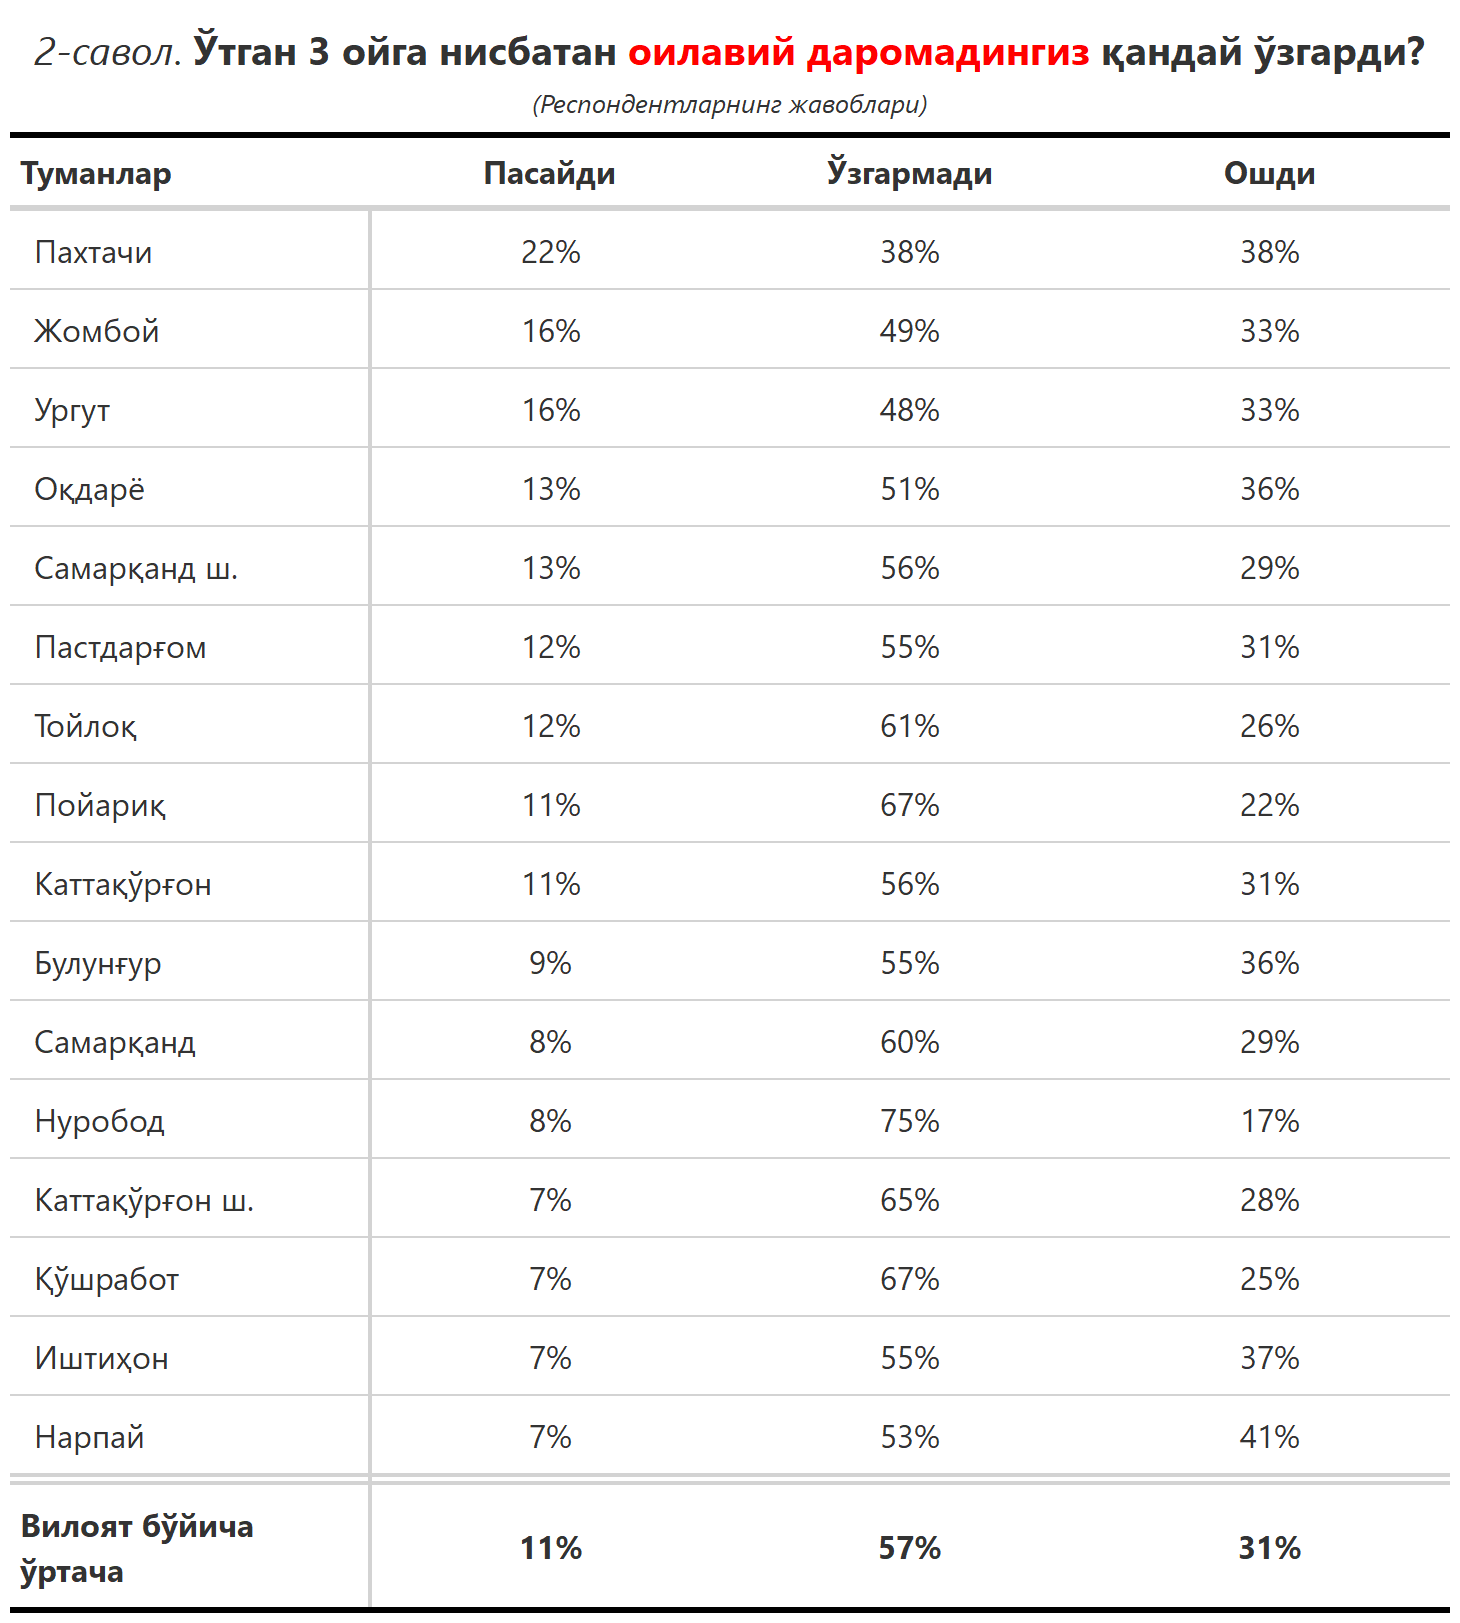 2-савол. Ўтган 3 ойга нисбатан оилавий даромадингиз қандай ўзгарди?
(Респондентларнинг жавоблари)
Туманлар Пасайди Ўзгармади Ошди
Пахтачи 22% 38% 38%
Жомбой 16% 49% 33%
Ургут 16% 48% 33%
Оқдарё 13% 51% 36%
Самарқанд ш. 13% 56% 29%
Пастдарғом 12% 55% 31%
Тойлоқ 12% 61% 26%
Пойариқ 11% 67% 22%
Каттақўрғон 11% 56% 31%
Булунғур 9% 55% 36%
Самарқанд 8% 60% 29%
Нуробод 8% 75% 17%
Каттақўрғон ш. 7% 65% 28%
Қўшработ 7% 67% 25%
Иштиҳон 7% 55% 37%
Нарпай 7% 53% 41%
Вилоят бўйича
ўртача 11% 57% 31%